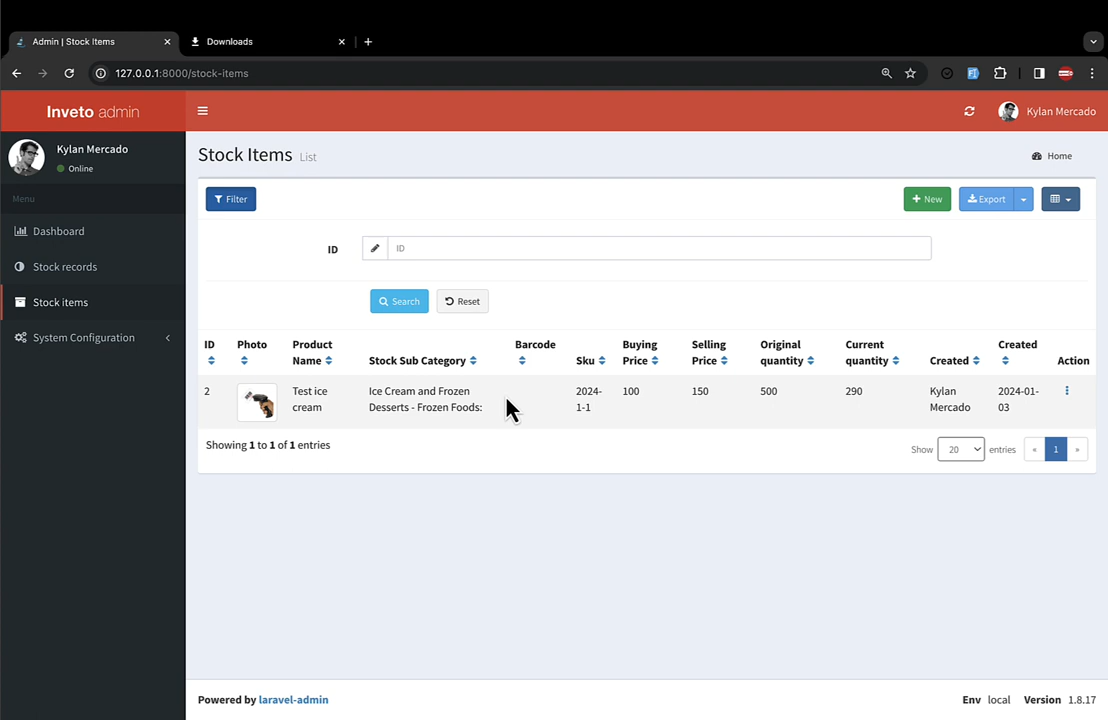 Admin | Stock Items
Downloads
127.0.0.1:8000/stock-items
Inveto admin
Kylan Mercado
Kylan Mercado
Online
Stock Items List
Home
Menu
Filter
New
Export
Dashboard
Stock records
ID
ID
Stock items
Search
Reset
System Configuration
ID Photo Product Name Stock Sub Category Barcode Sku Buying Price Selling Price Original quantity Current quantity Created Created Action
2 Test ice cream Ice Cream and Frozen Desserts - Frozen Foods: 2024-1-1 100 150 500 290 Kylan Mercado 2024-01-03
Showing 1 to 1 of 1 entries
Show 20 entries « 1 »
Powered by laravel-admin
Env local Version 1.8.17